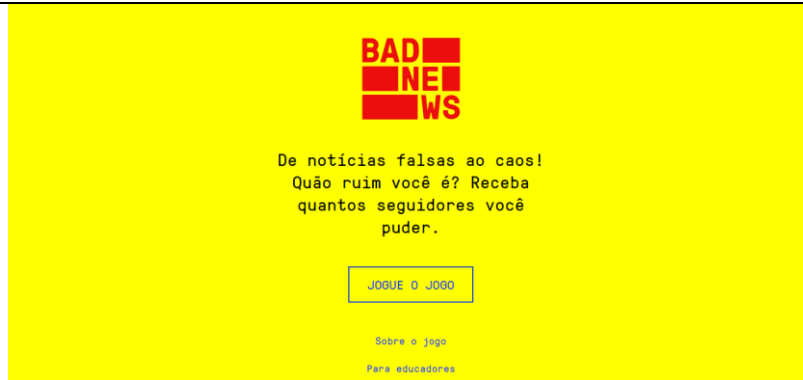 BAD
NE
WS
De notícias falsas ao caos!
Quão ruim você é? Receba
quantos seguidores você
puder.
JOGUE O JOGO
Sobre o jogo
Para educadores